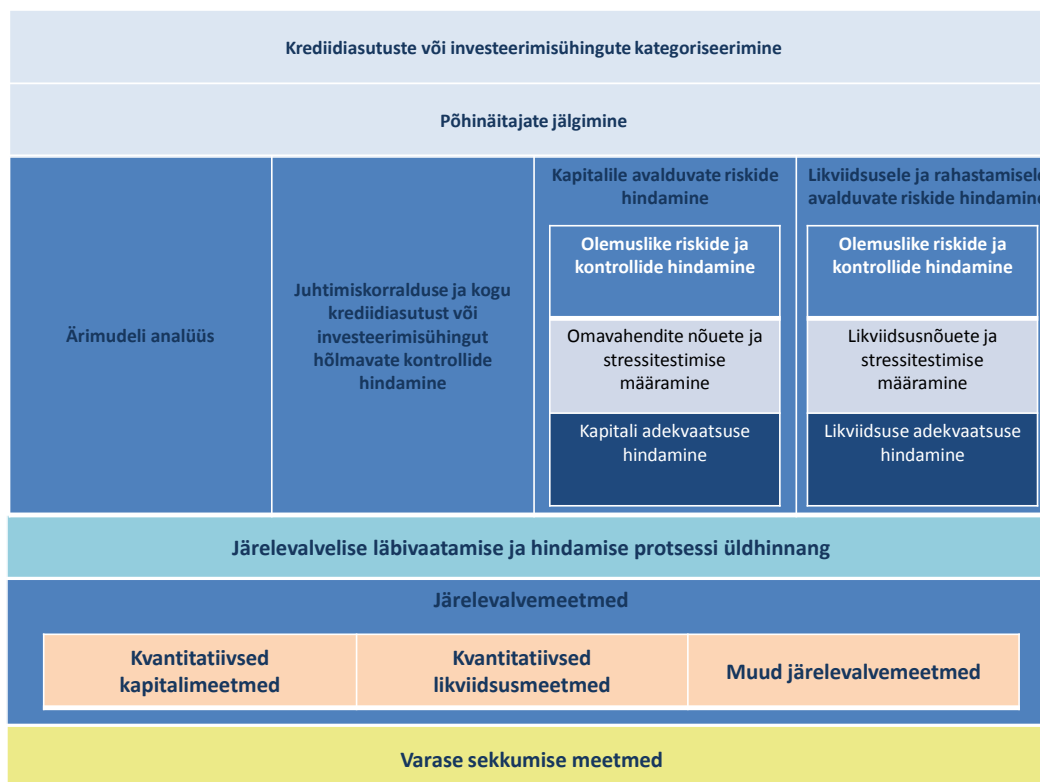 Krediidiasutuste või investeerimisühingute kategoriseerimine
Põhinäitajate jälgimine
Ärimudeli analüüs
Juhtimiskorralduse ja kogu
krediidiasutust või
investeerimisühingut
hõlmavate kontrollide
hindamine
Kapitalile avalduvate riskide
hindamine
Olemuslike riskide ja
kontrollide hindamine
Omavahendite nõuete ja
stressitestimise
määramine
Kapitali adekvaatsuse
hindamine
Likviidsusele ja rahastamisele
avalduvate riskide hindamine
Olemuslike riskide ja
kontrollide hindamine
Likviidsusnõuete ja
stressitestimise
määramine
Likviidsuse adekvaatsuse
hindamine
Järelevalvelise läbivaatamise ja hindamise protsessi üldhinnang
Järelevalvemeetmed
Kvantitatiivsed
kapitalimeetmed
Kvantitatiivsed
likviidsusmeetmed
Muud järelevalvemeetmed
Varase sekkumise meetmed